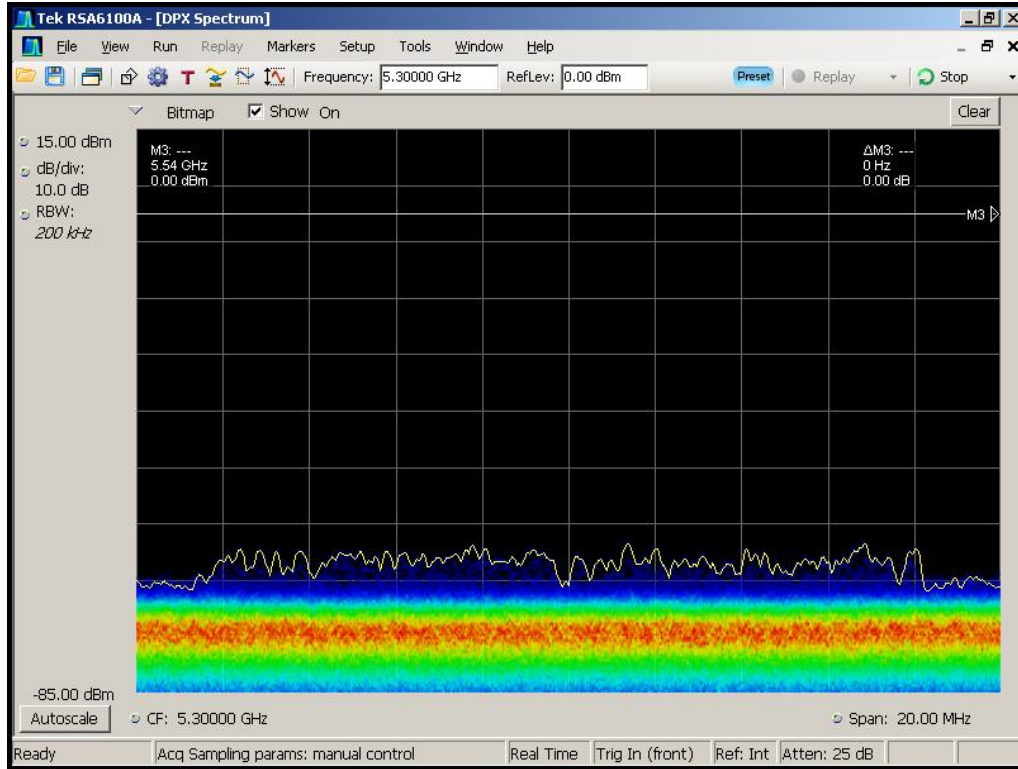 Tek RSA6100A - [DPX Spectrum]
File View Run Replay Markers Setup Tools Window Help
T Frequency: 5.30000 GHz RefLev: 0.00 dBm Preset Replay Stop
Bitmap Show On Clear
15.00 dBm
dB/div:
10.0 dB
RBW:
200 kHz
M3: ---
5.54 GHz
0.00 dBm
ΔM3: ---
0 Hz
0.00 dB
M3
-85.00 dBm
Autoscale CF: 5.30000 GHz Span: 20.00 MHz
Ready Acq Sampling params: manual control Real Time Trig In (front) Ref: Int Atten: 25 dB